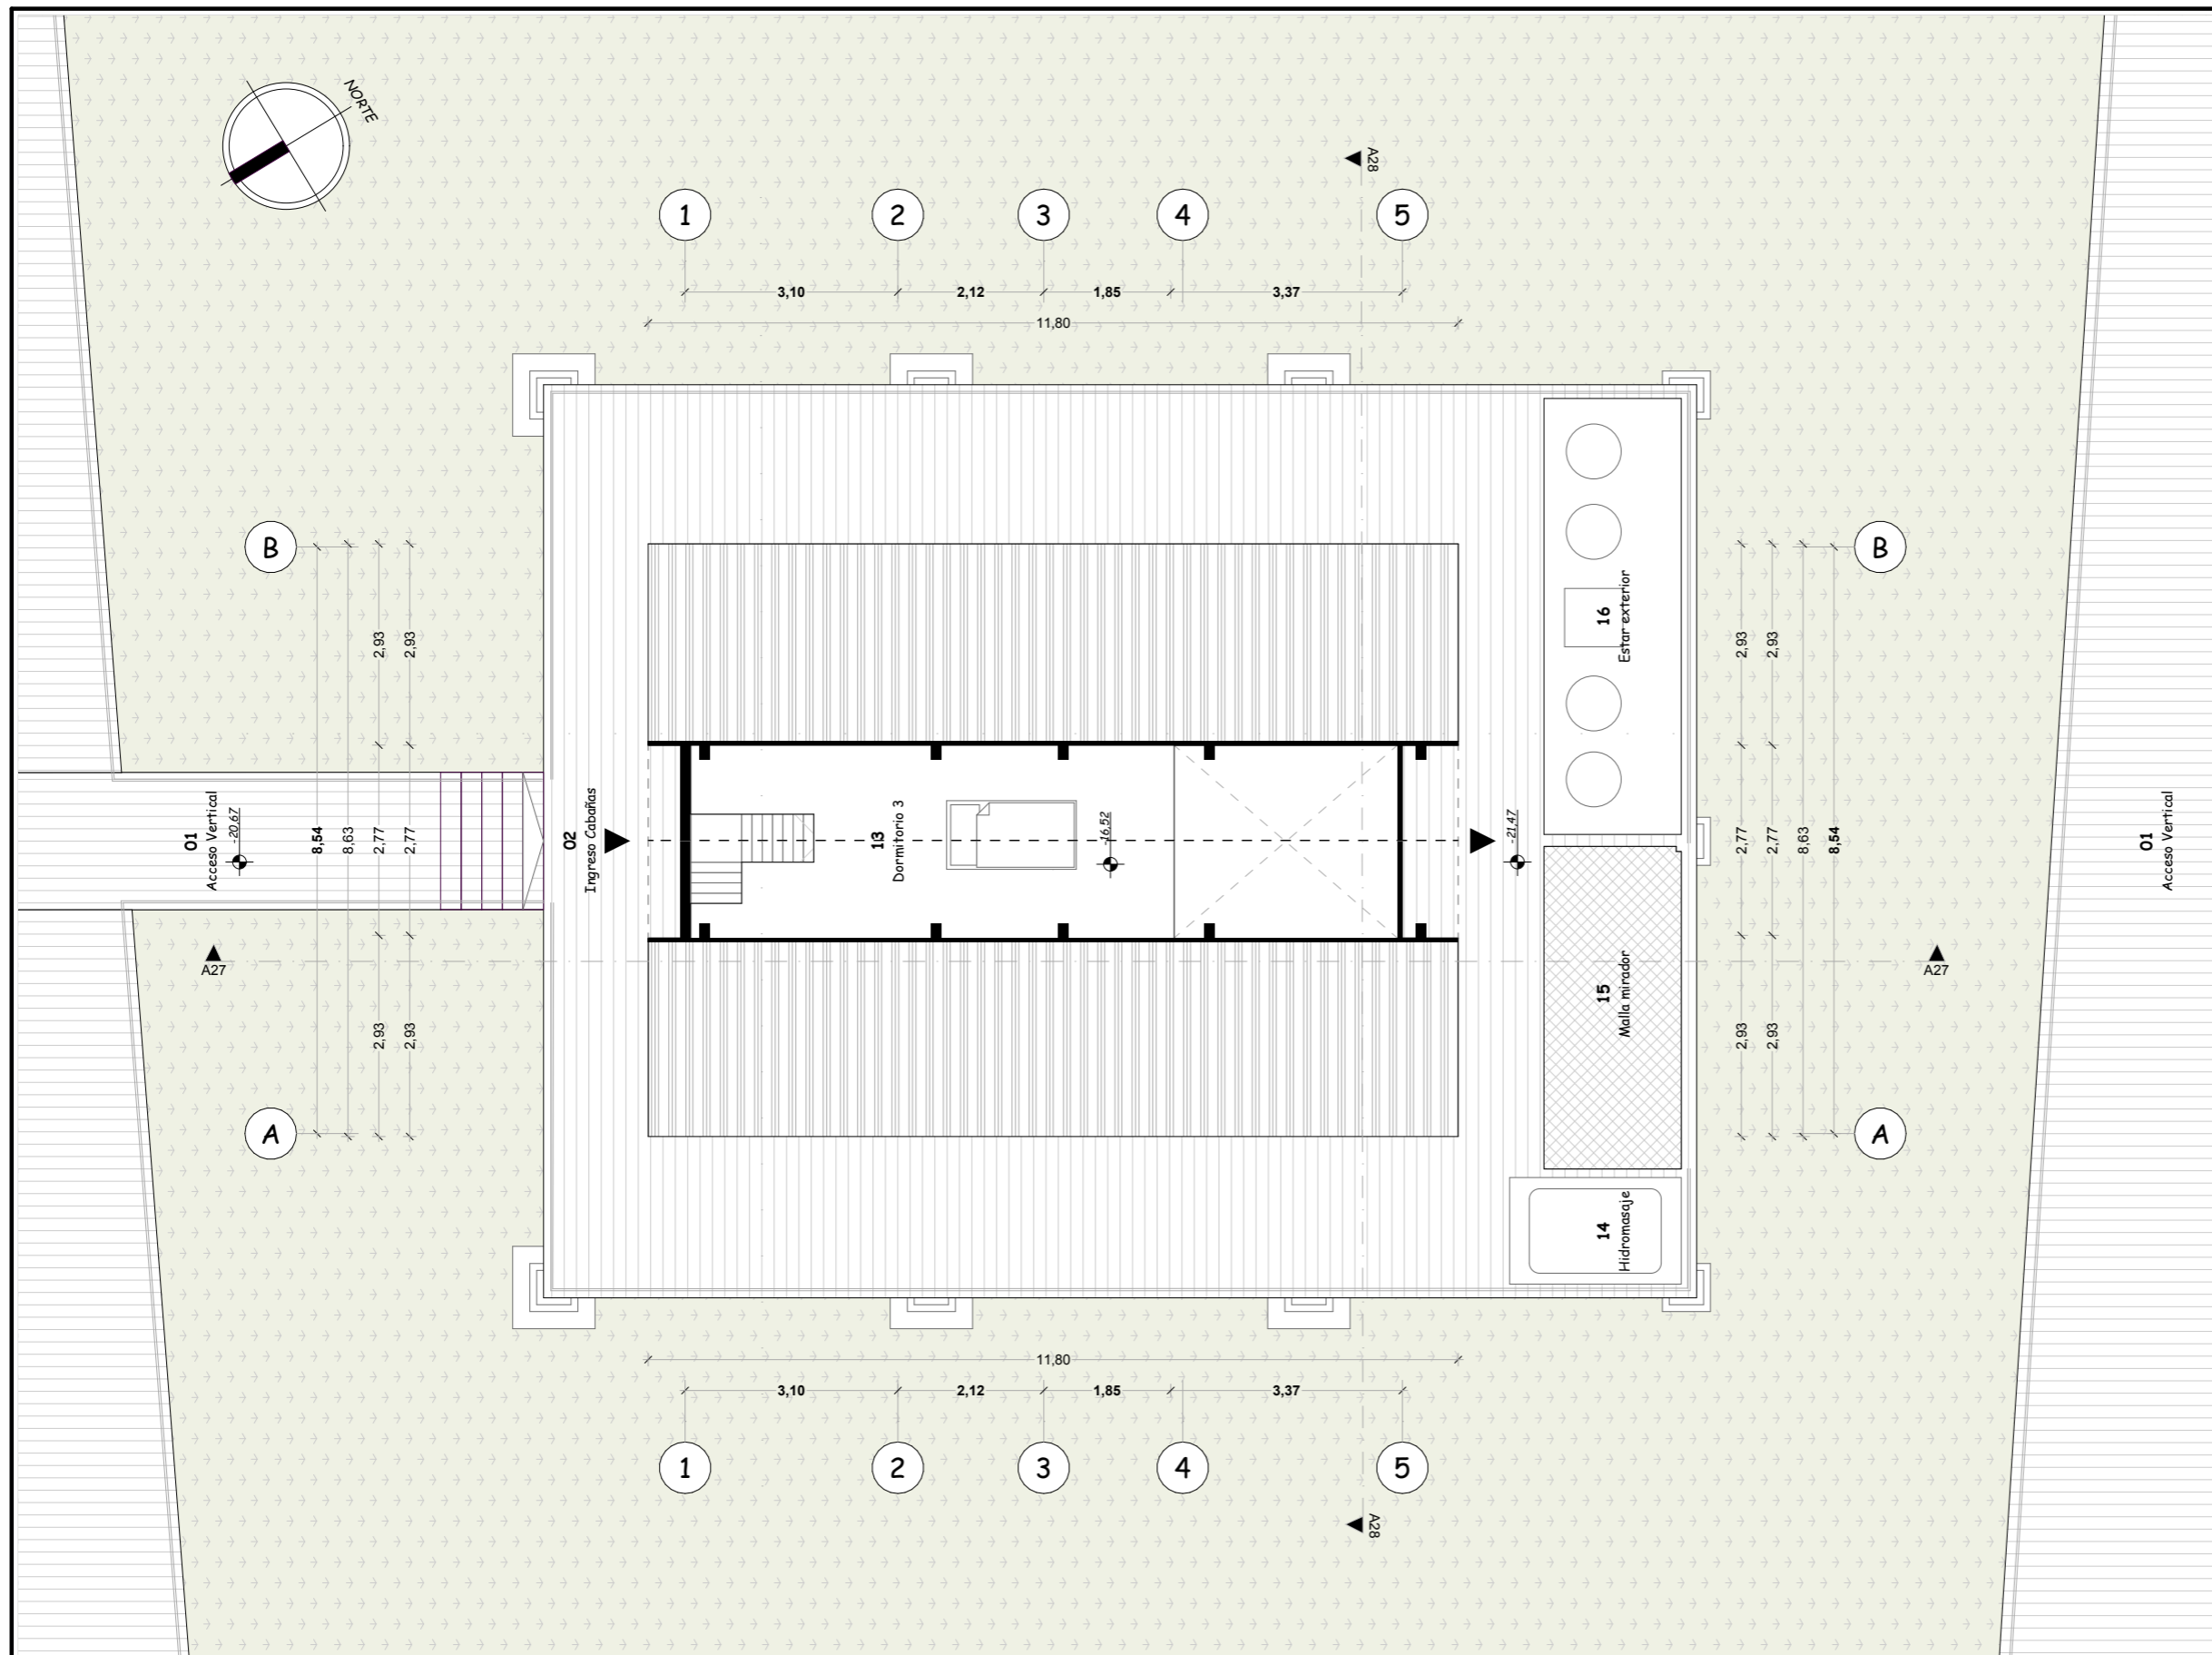 NORTE
A28
1
2
3
4
5
3,10
2,12
1,85
3,37
11,80
B
B
2,93
2,93
2,93
2,93
16
Estar exterior
01
Acceso Vertical
-20,67
8,54
8,63
2,77
2,77
02
Ingreso Cabañas
Dormitorio 3
-16,52
-21,47
2,77
2,77
8,63
8,54
01
Acceso Vertical
A27
A27
15
Malla mirador
2,93
2,93
2,93
2,93
A
A
14
Hidromasaje
11,80
3,10
2,12
1,85
3,37
1
2
3
4
5
A28